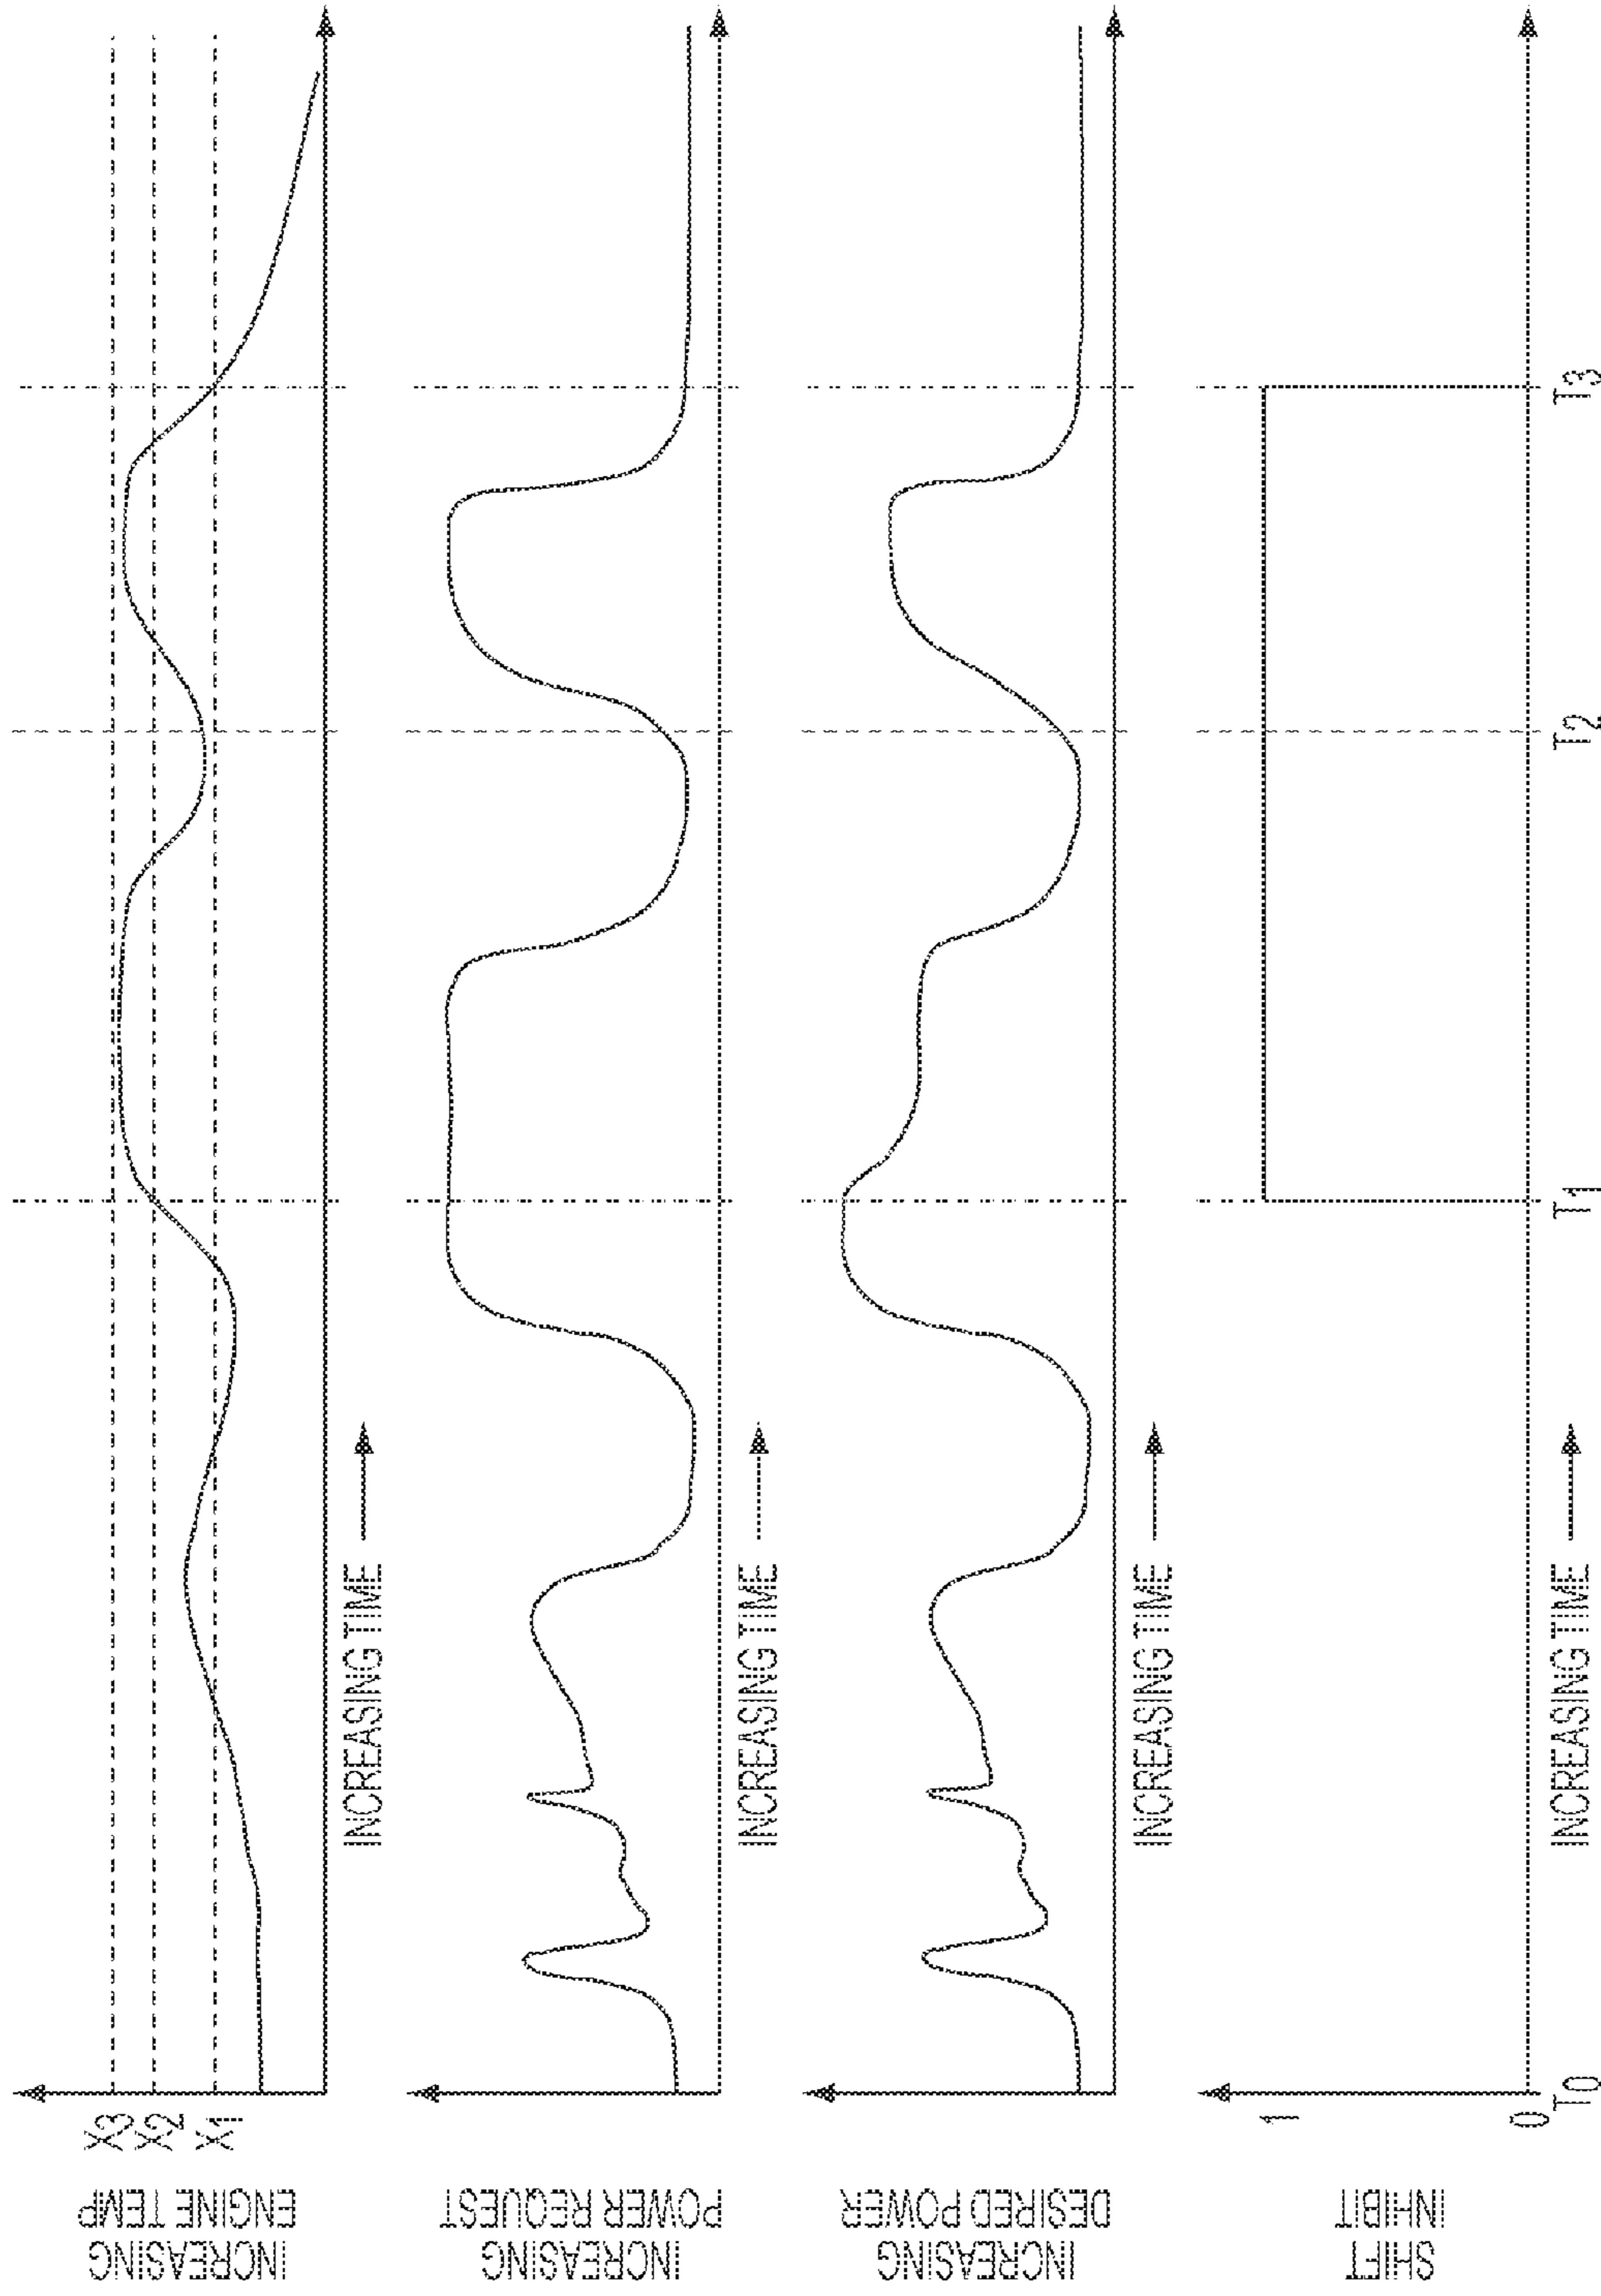 INCREASING
ENGINE TEMP
X3
X2
X1
INCREASING TIME
INCREASING
POWER REQUEST
INCREASING TIME
INCREASING
DESIRED POWER
INCREASING TIME
SHIFT
INHIBIT
1
0
T0
T1
T2
T3
INCREASING TIME